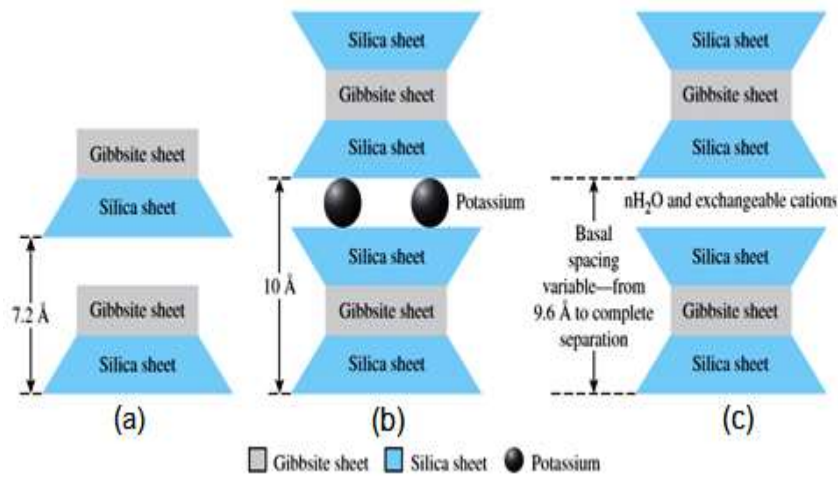 Gibbsite sheet
Silica sheet
7.2 Å
Gibbsite sheet
Silica sheet
(a)
Silica sheet
Gibbsite sheet
Silica sheet
Potassium
10 Å
Silica sheet
Gibbsite sheet
Silica sheet
(b)
Silica sheet
Gibbsite sheet
Silica sheet
nH₂O and exchangeable cations
Basal
spacing
variable—from
9.6 Å to complete
separation
Silica sheet
Gibbsite sheet
Silica sheet
(c)
Gibbsite sheet
Silica sheet
Potassium